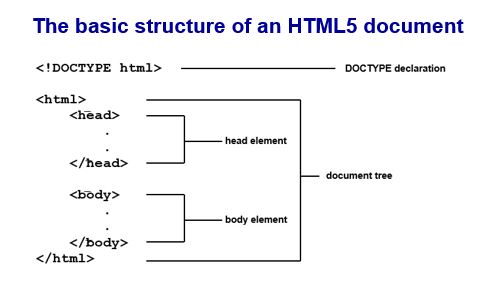 The basic structure of an HTML5 document
<!DOCTYPE html> DOCTYPE declaration
<html>
<head>
.
head element
.
</head>
document tree
<body>
.
body element
.
</body>
</html>